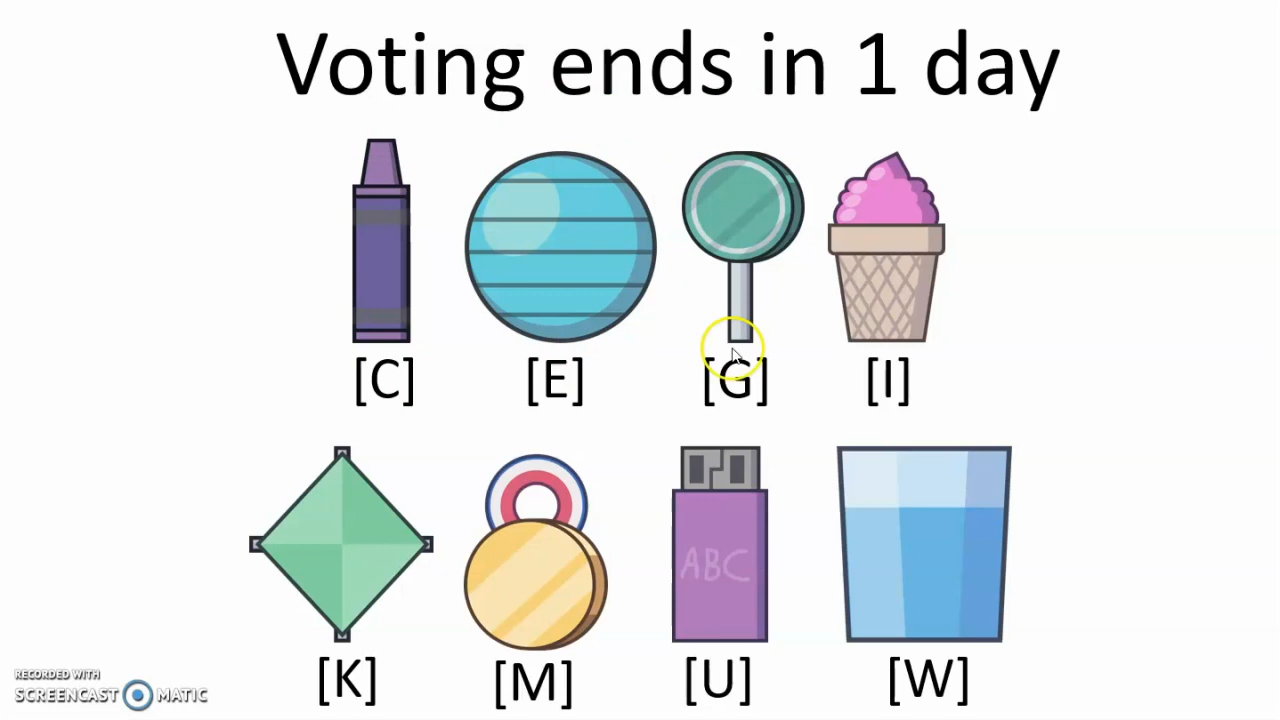 Voting ends in 1 day
[C] [E] [G] [I]
ABC
[K] [M] [U] [W]
RECORDED WITH
SCREENCAST MATIC